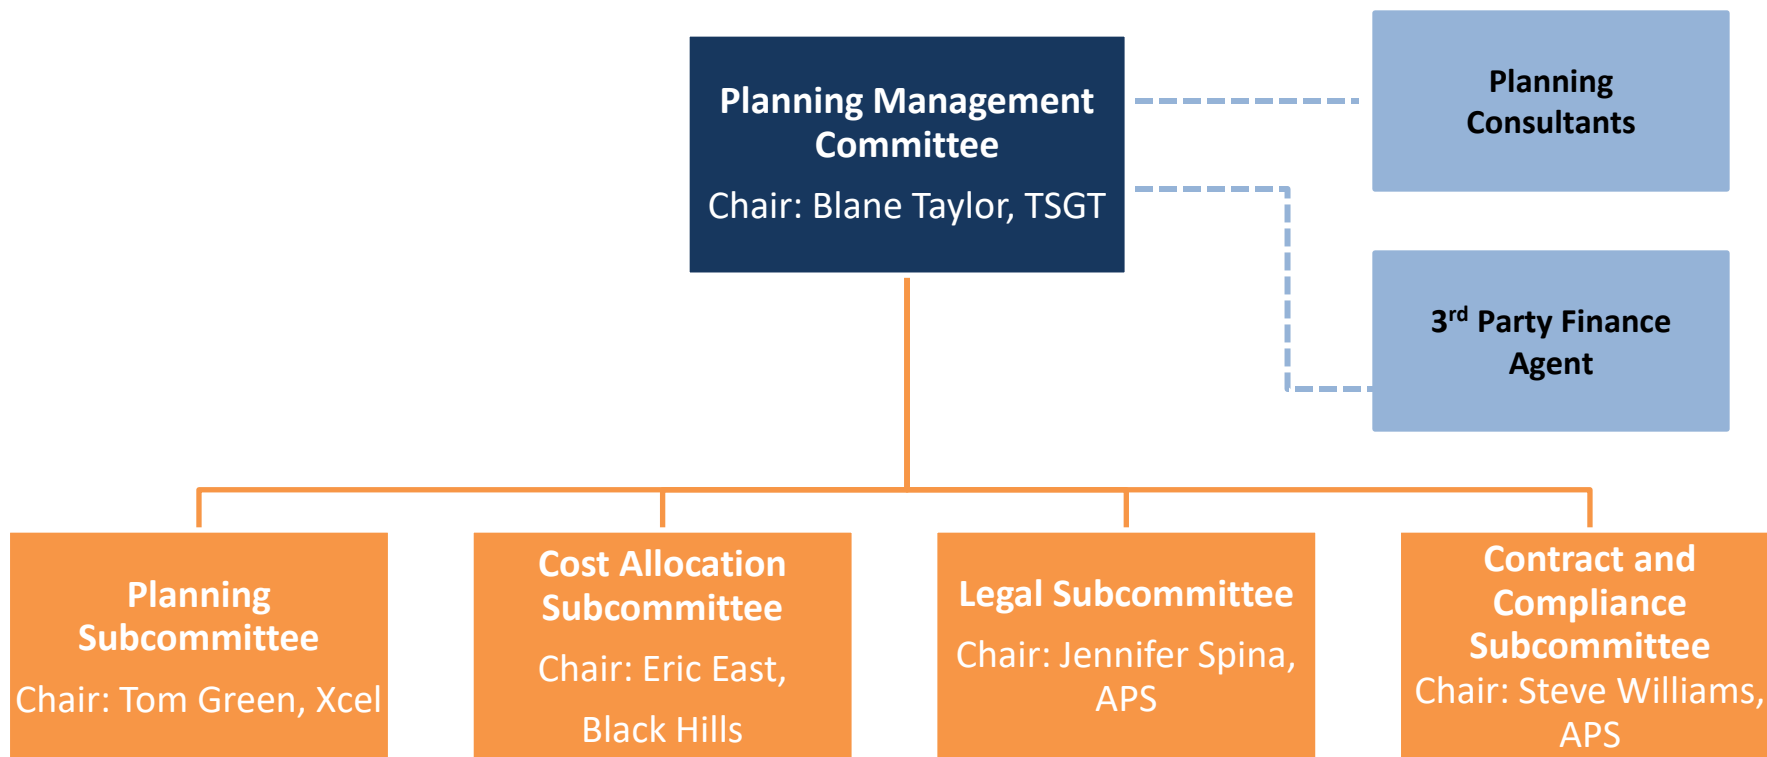 Planning Management
Committee
Chair: Blane Taylor, TSGT
Planning
Consultants
3rd Party Finance
Agent
Planning
Subcommittee
Chair: Tom Green, Xcel
Cost Allocation
Subcommittee
Chair: Eric East,
Black Hills
Legal Subcommittee
Chair: Jennifer Spina,
APS
Contract and
Compliance
Subcommittee
Chair: Steve Williams,
APS